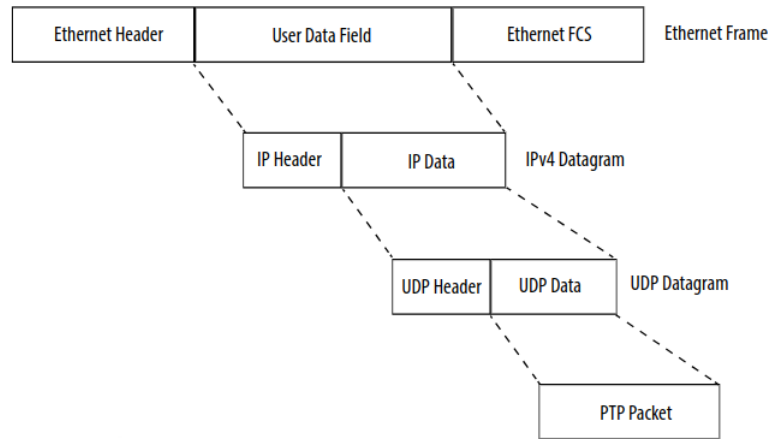 Ethernet Header User Data Field Ethernet FCS Ethernet Frame
IP Header IP Data IPv4 Datagram
UDP Header UDP Data UDP Datagram
PTP Packet